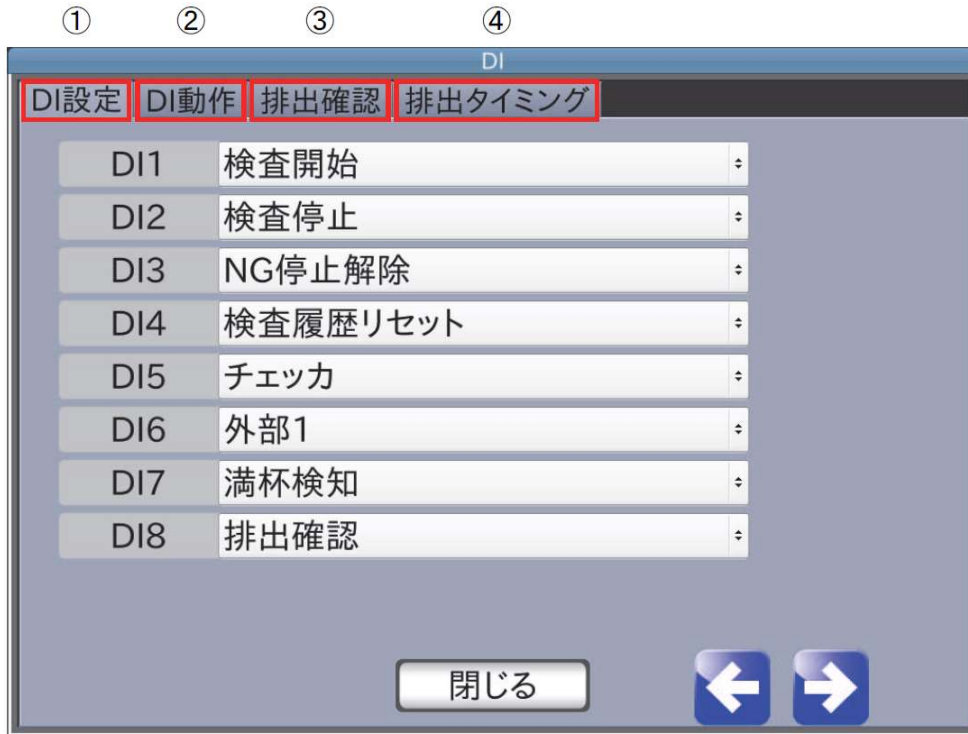 ① ② ③ ④
DI
DI設定 DI動作 排出確認 排出タイミング
DI1 検査開始
DI2 検査停止
DI3 NG停止解除
DI4 検査履歴リセット
DI5 チェッカ
DI6 外部1
DI7 満杯検知
DI8 排出確認
閉じる